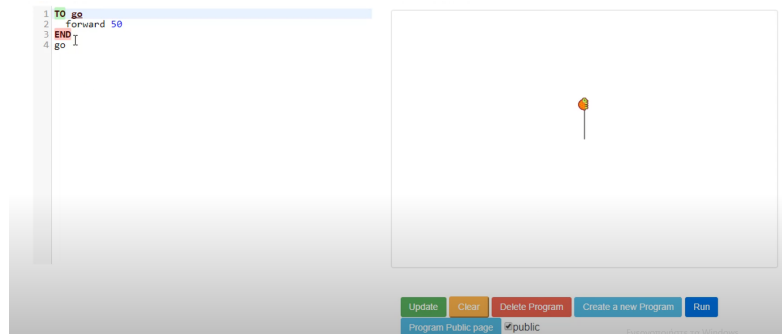 1 TO go
2 forward 50
3 END
4 go
Update Clear Delete Program Create a new Program Run
Program Public page public